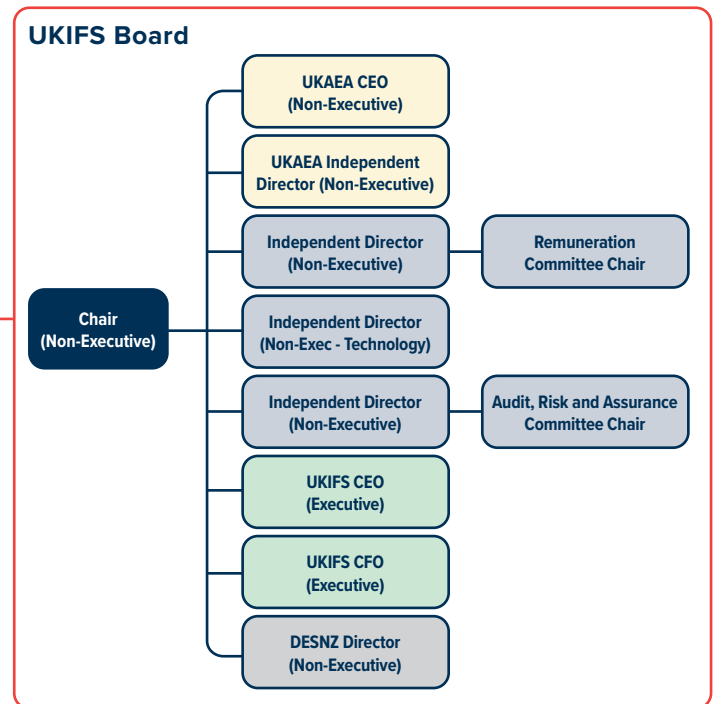 UKIFS Board
UKAEA CEO
(Non-Executive)
UKAEA Independent
Director (Non-Executive)
Independent Director
(Non-Executive)
Remuneration
Committee Chair
Chair
(Non-Executive)
Independent Director
(Non-Exec - Technology)
Independent Director
(Non-Executive)
Audit, Risk and Assurance
Committee Chair
UKIFS CEO
(Executive)
UKIFS CFO
(Executive)
DESNZ Director
(Non-Executive)